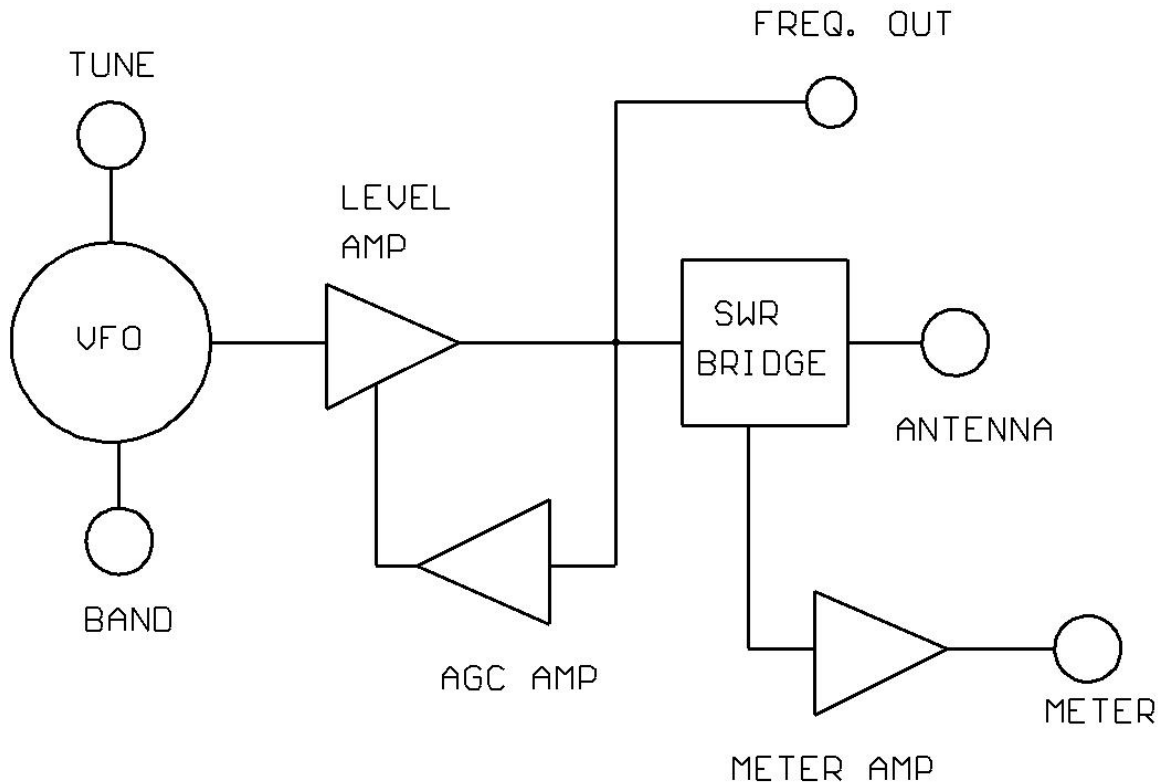 FREQ. OUT
TUNE
LEVEL
AMP
VFO
SWR
BRIDGE
ANTENNA
BAND
AGC AMP
METER
METER AMP